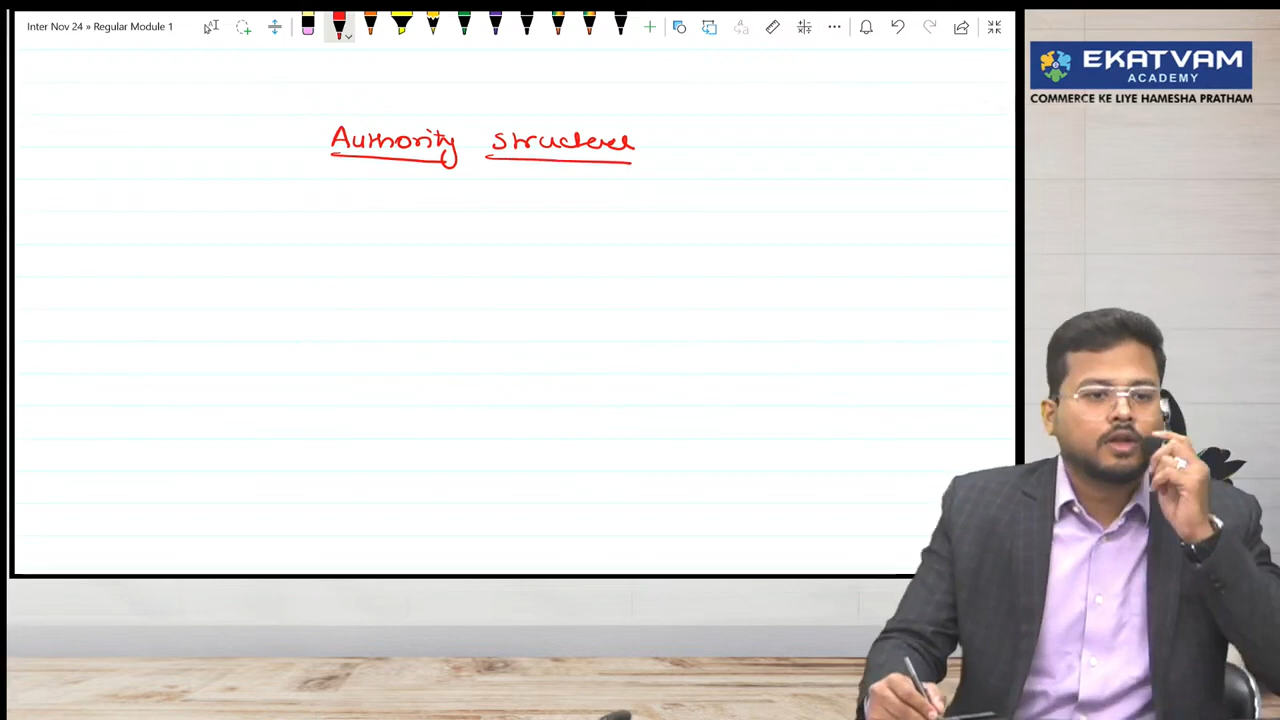 Inter Nov 24 » Regular Module 1
EKATVAM
ACADEMY
COMMERCE KE LIYE HAMESHA PRATHAM
Authority Structure